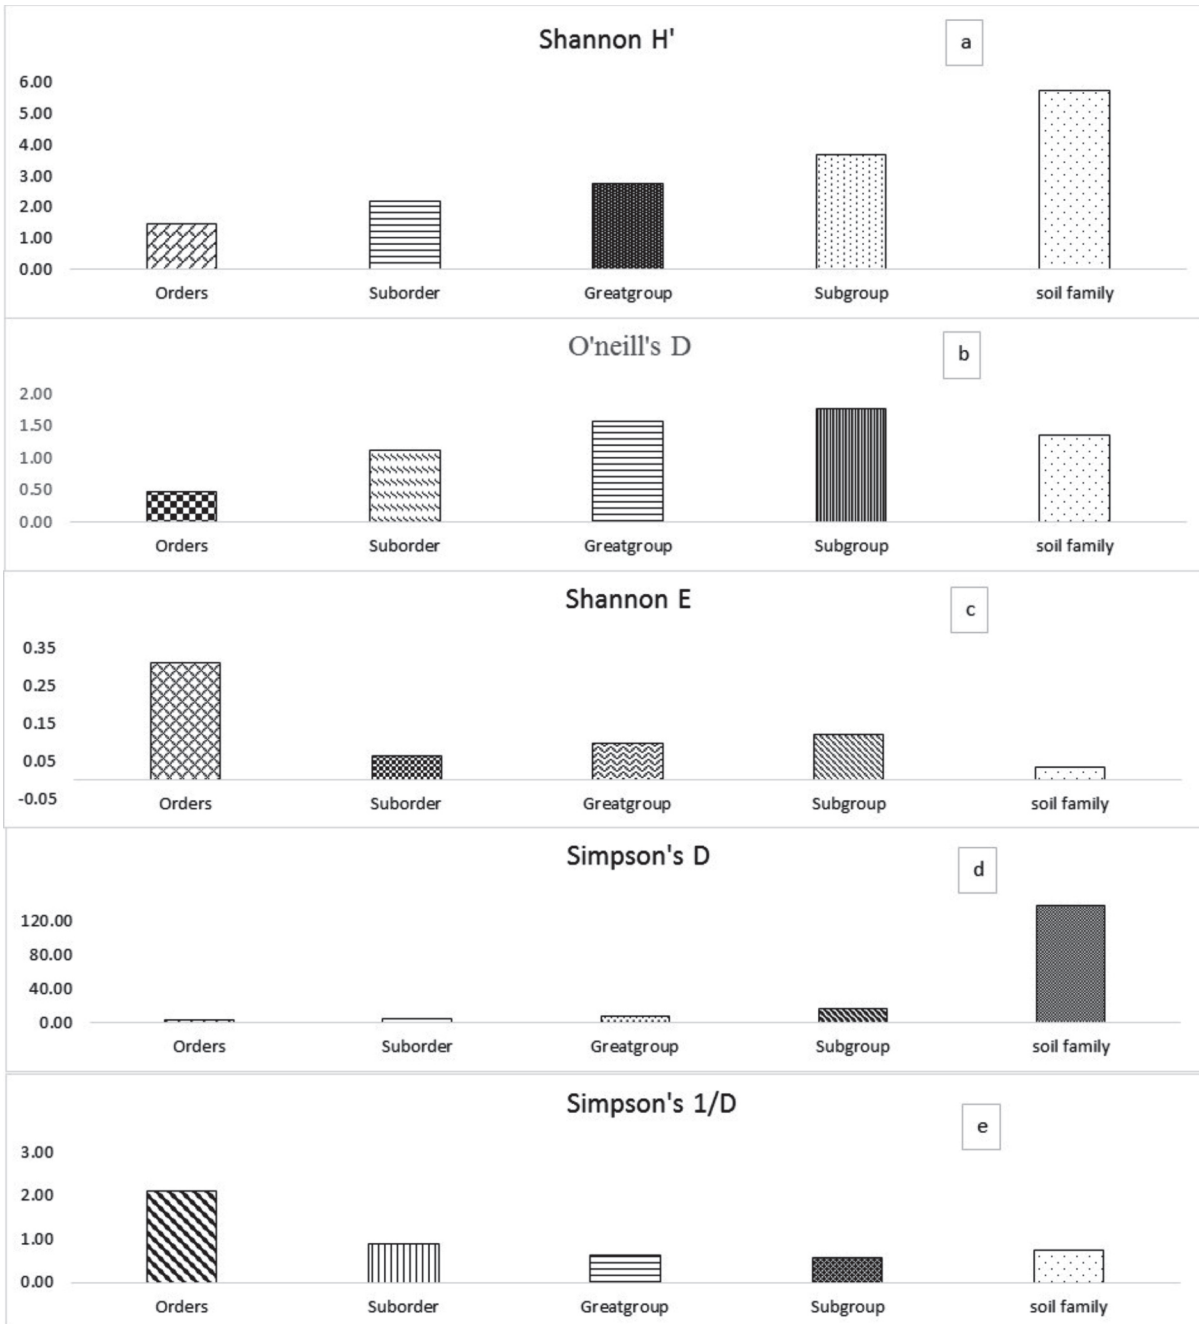 Shannon H'
a
6.00
5.00
4.00
3.00
2.00
1.00
0.00
Orders Suborder Greatgroup Subgroup soil family
O'neill's D
b
2.00
1.50
1.00
0.50
0.00
Orders Suborder Greatgroup Subgroup soil family
Shannon E
c
0.35
0.25
0.15
0.05
-0.05
Orders Suborder Greatgroup Subgroup soil family
Simpson's D
d
120.00
80.00
40.00
0.00
Orders Suborder Greatgroup Subgroup soil family
Simpson's 1/D
e
3.00
2.00
1.00
0.00
Orders Suborder Greatgroup Subgroup soil family